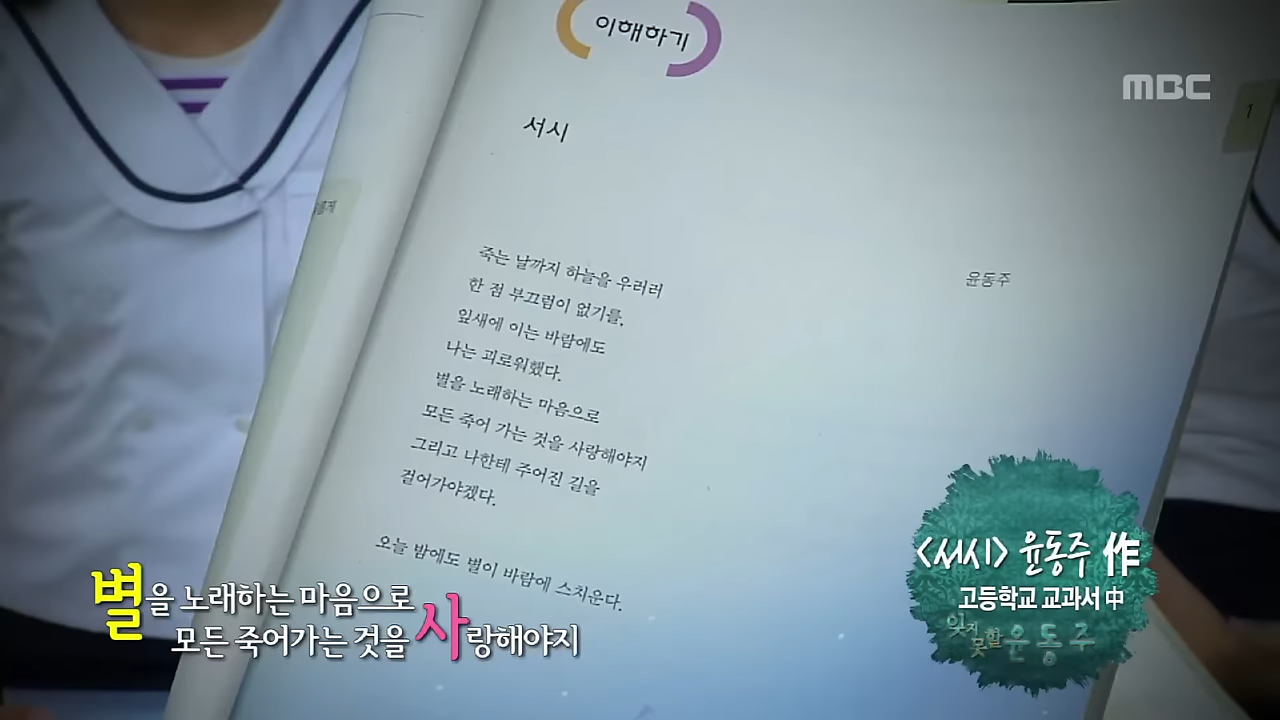 이해하기
MBC
1
서시
윤동주
죽는 날까지 하늘을 우러러
한 점 부끄럼이 없기를,
잎새에 이는 바람에도
나는 괴로워했다.
별을 노래하는 마음으로
모든 죽어 가는 것을 사랑해야지
그리고 나한테 주어진 길을
걸어가야겠다.
오늘 밤에도 별이 바람에 스치운다.
별을 노래하는 마음으로
모든 죽어가는 것을 사랑해야지
<서시> 윤동주 作
고등학교 교과서 中
잊지 못할 윤동주